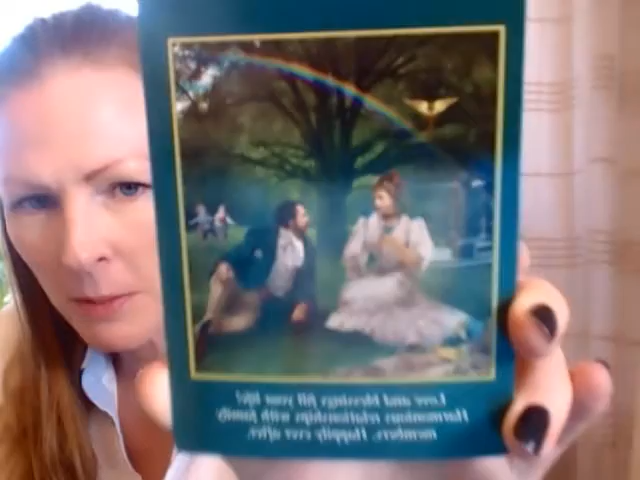 Love and blessings fill your life!
Harmonious relationships with family
members. Happily ever after.